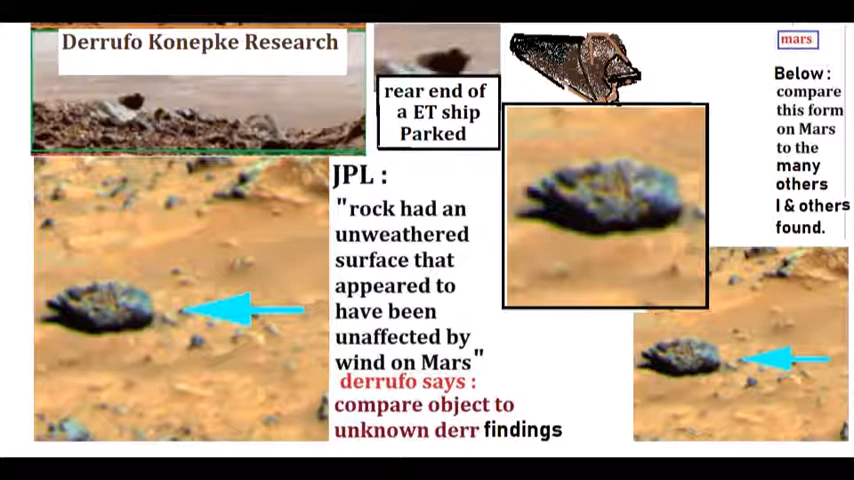 Derrufo Konepke Research
rear end of
a ET ship
Parked
mars
Below :
compare
this form
on Mars
to the
many
others
I & others
found.
JPL :
"rock had an
unweathered
surface that
appeared to
have been
unaffected by
wind on Mars"
derrufo says :
compare object to
unknown derr findings